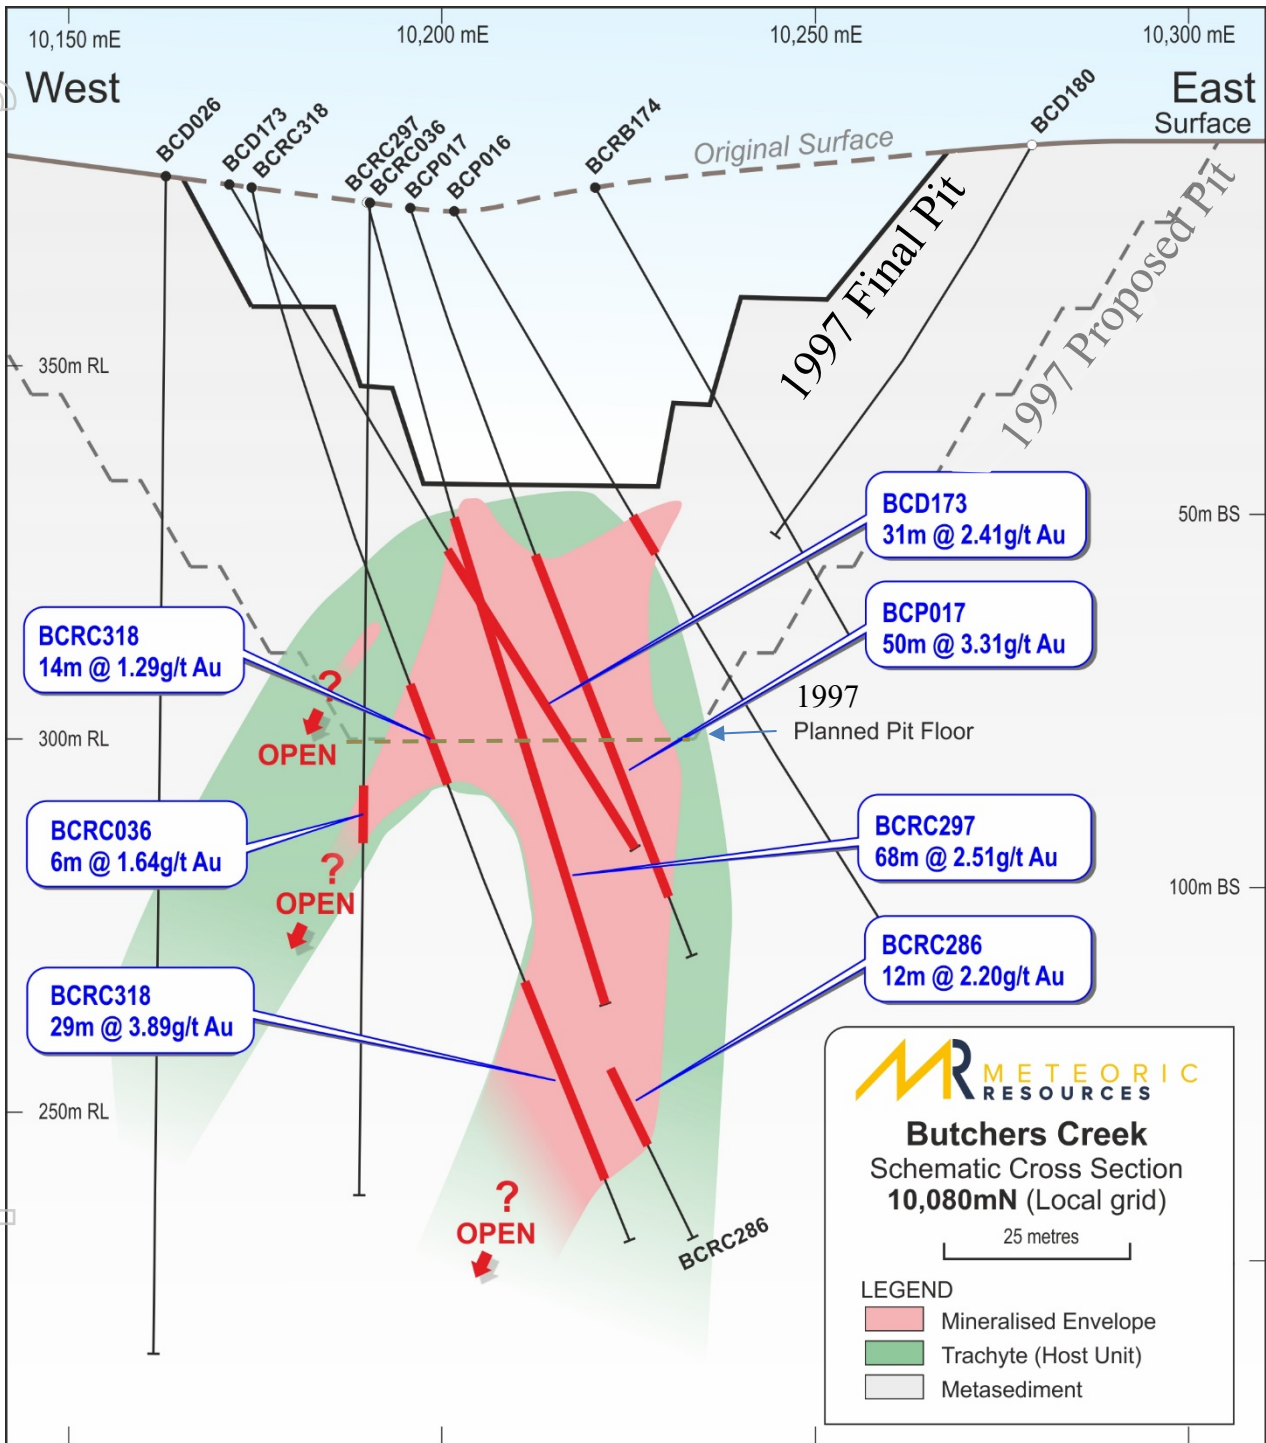 10,150 mE
10,200 mE
10,250 mE
10,300 mE
West
East
Surface
BCD026
BCD173
BCRC318
BCRC297
BCRC036
BCP017
BCP016
BCRB174
Original Surface
BCD180
1997 Final Pit
1997 Proposed Pit
350m RL
50m BS
BCD173
31m @ 2.41g/t Au
BCP017
50m @ 3.31g/t Au
BCRC318
14m @ 1.29g/t Au
?
OPEN
1997
Planned Pit Floor
300m RL
BCRC036
6m @ 1.64g/t Au
?
OPEN
BCRC297
68m @ 2.51g/t Au
100m BS
BCRC286
12m @ 2.20g/t Au
BCRC318
29m @ 3.89g/t Au
250m RL
?
OPEN
BCRC286
MR METEORIC
RESOURCES
Butchers Creek
Schematic Cross Section
10,080mN (Local grid)
25 metres
LEGEND
Mineralised Envelope
Trachyte (Host Unit)
Metasediment